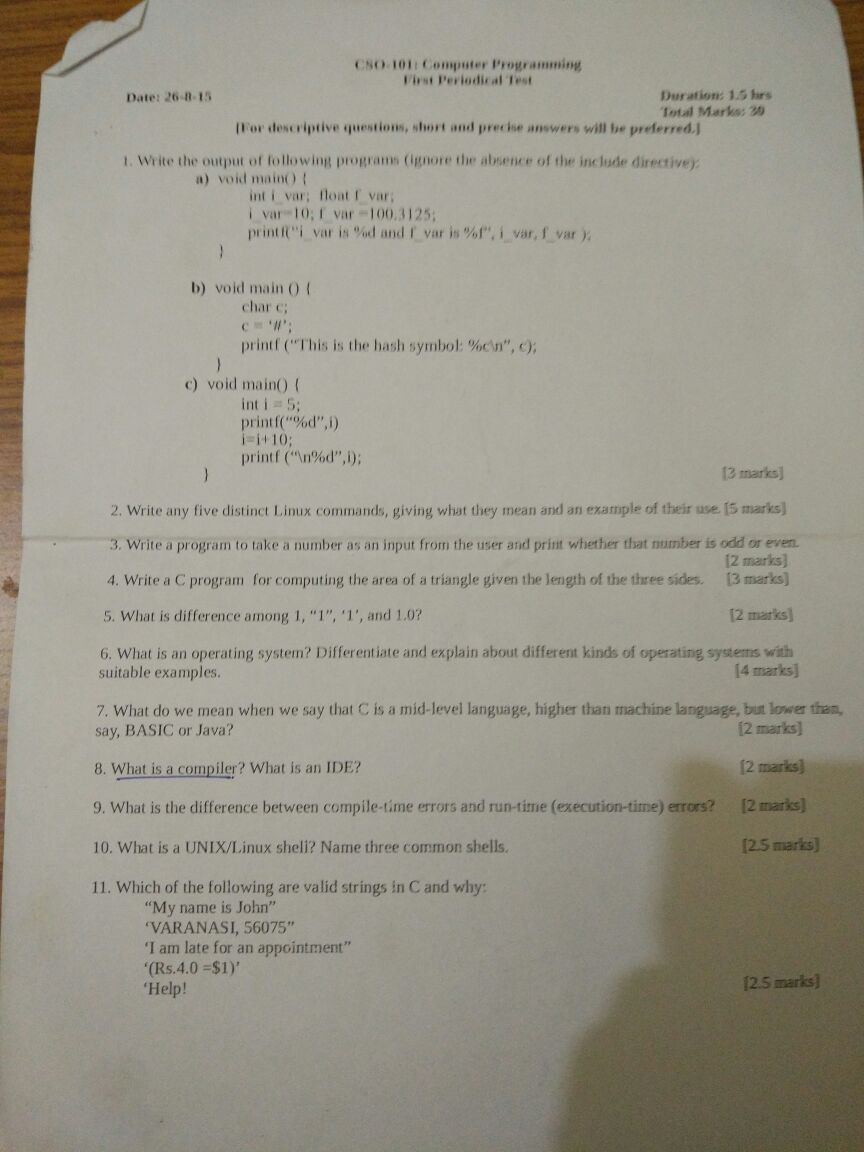 CSO-101: Computer Programming
First Periodical Test
Date: 26-8-15
Duration: 1.5 hrs
Total Marks: 30
[For descriptive questions, short and precise answers will be preferred.]
1. Write the output of following programs (ignore the absence of the include directive):
a) void main() {
int i_var; float f_var;
i_var=10; f_var =100.3125;
printf("i_var is %d and f_var is %f", i_var, f_var );
}
b) void main () {
char c;
c = ‘#’;
printf (“This is the hash symbol: %c\n”, c);
}
c) void main() {
int i = 5;
printf(“%d”,i)
i=i+10;
printf (“\n%d”,i);
}
[3 marks]
2. Write any five distinct Linux commands, giving what they mean and an example of their use. [5 marks]
3. Write a program to take a number as an input from the user and print whether that number is odd or even.
[2 marks]
4. Write a C program for computing the area of a triangle given the length of the three sides. [3 marks]
5. What is difference among 1, “1”, ‘1’, and 1.0? [2 marks]
6. What is an operating system? Differentiate and explain about different kinds of operating systems with
suitable examples. [4 marks]
7. What do we mean when we say that C is a mid-level language, higher than machine language, but lower than,
say, BASIC or Java? [2 marks]
8. What is a compiler? What is an IDE? [2 marks]
9. What is the difference between compile-time errors and run-time (execution-time) errors? [2 marks]
10. What is a UNIX/Linux shell? Name three common shells. [2.5 marks]
11. Which of the following are valid strings in C and why:
“My name is John”
‘VARANASI, 56075”
‘I am late for an appointment”
‘(Rs.4.0 =$1)’
‘Help!
[2.5 marks]